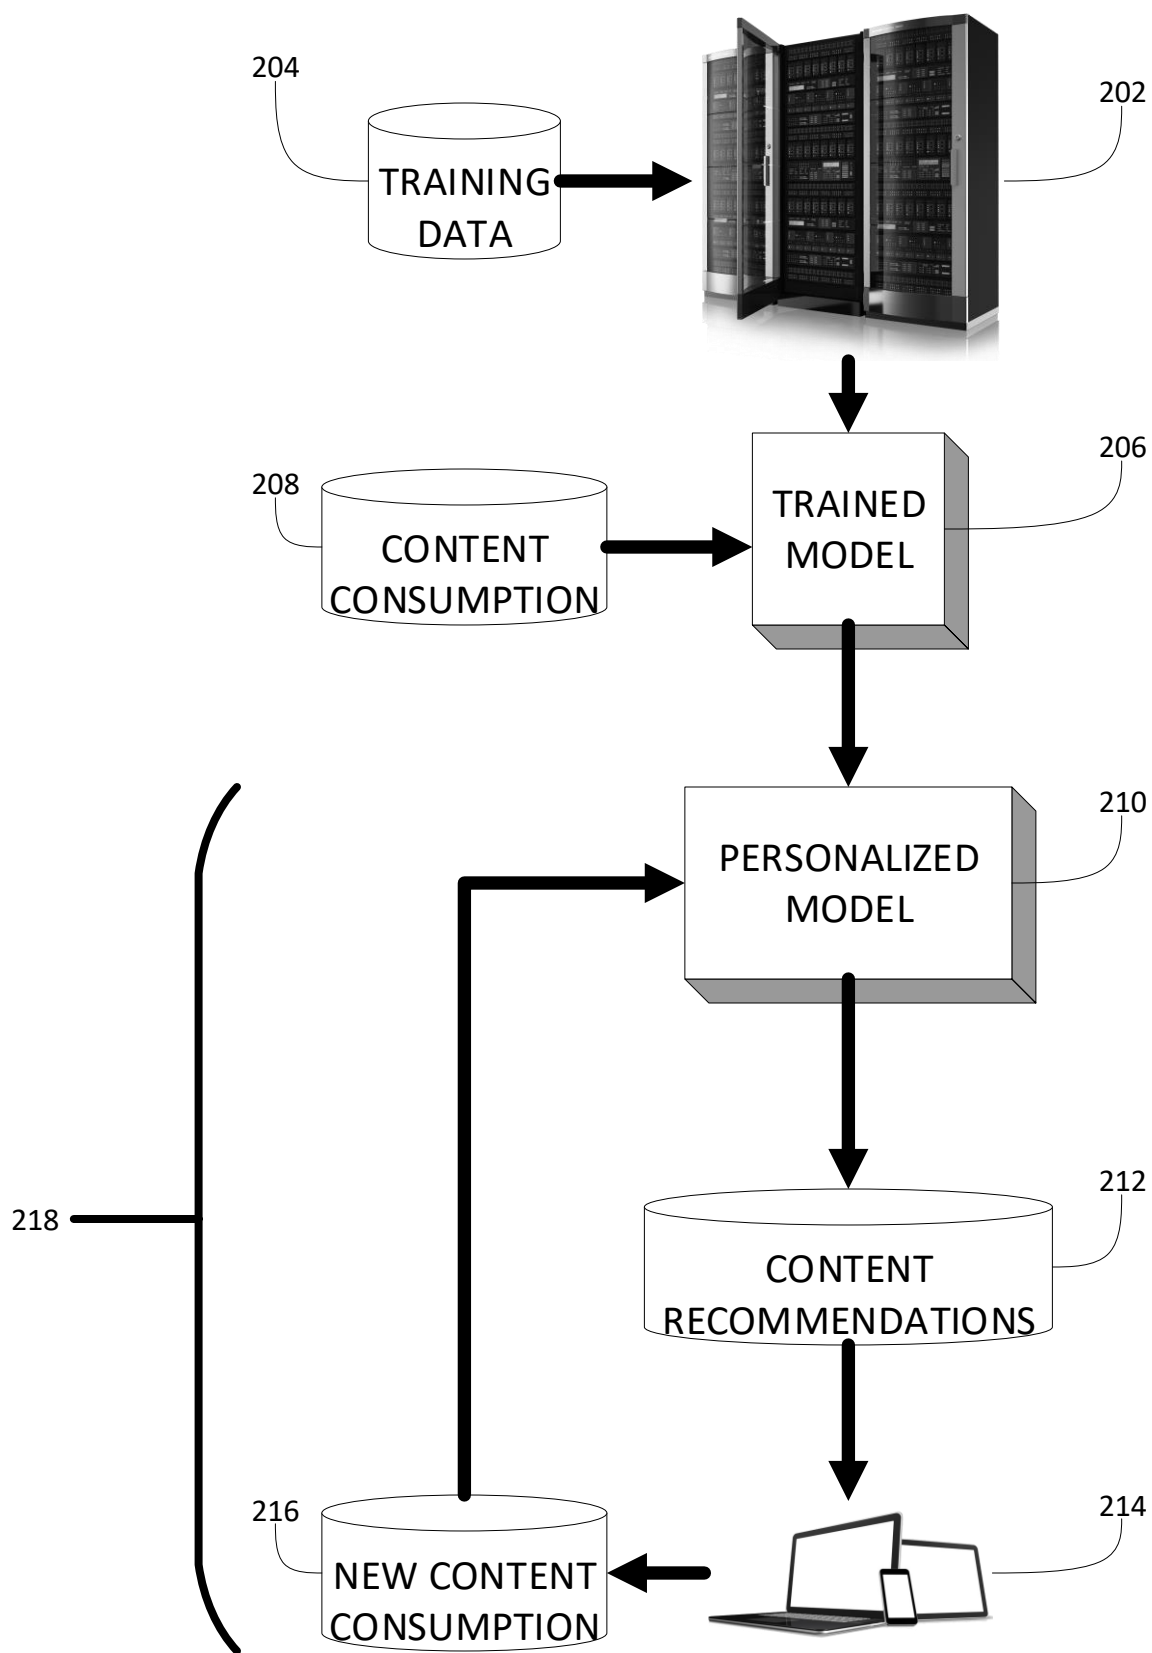 204
202
TRAINING
DATA
206
208
TRAINED
MODEL
CONTENT
CONSUMPTION
210
PERSONALIZED
MODEL
212
218
CONTENT
RECOMMENDATIONS
216
214
NEW CONTENT
CONSUMPTION